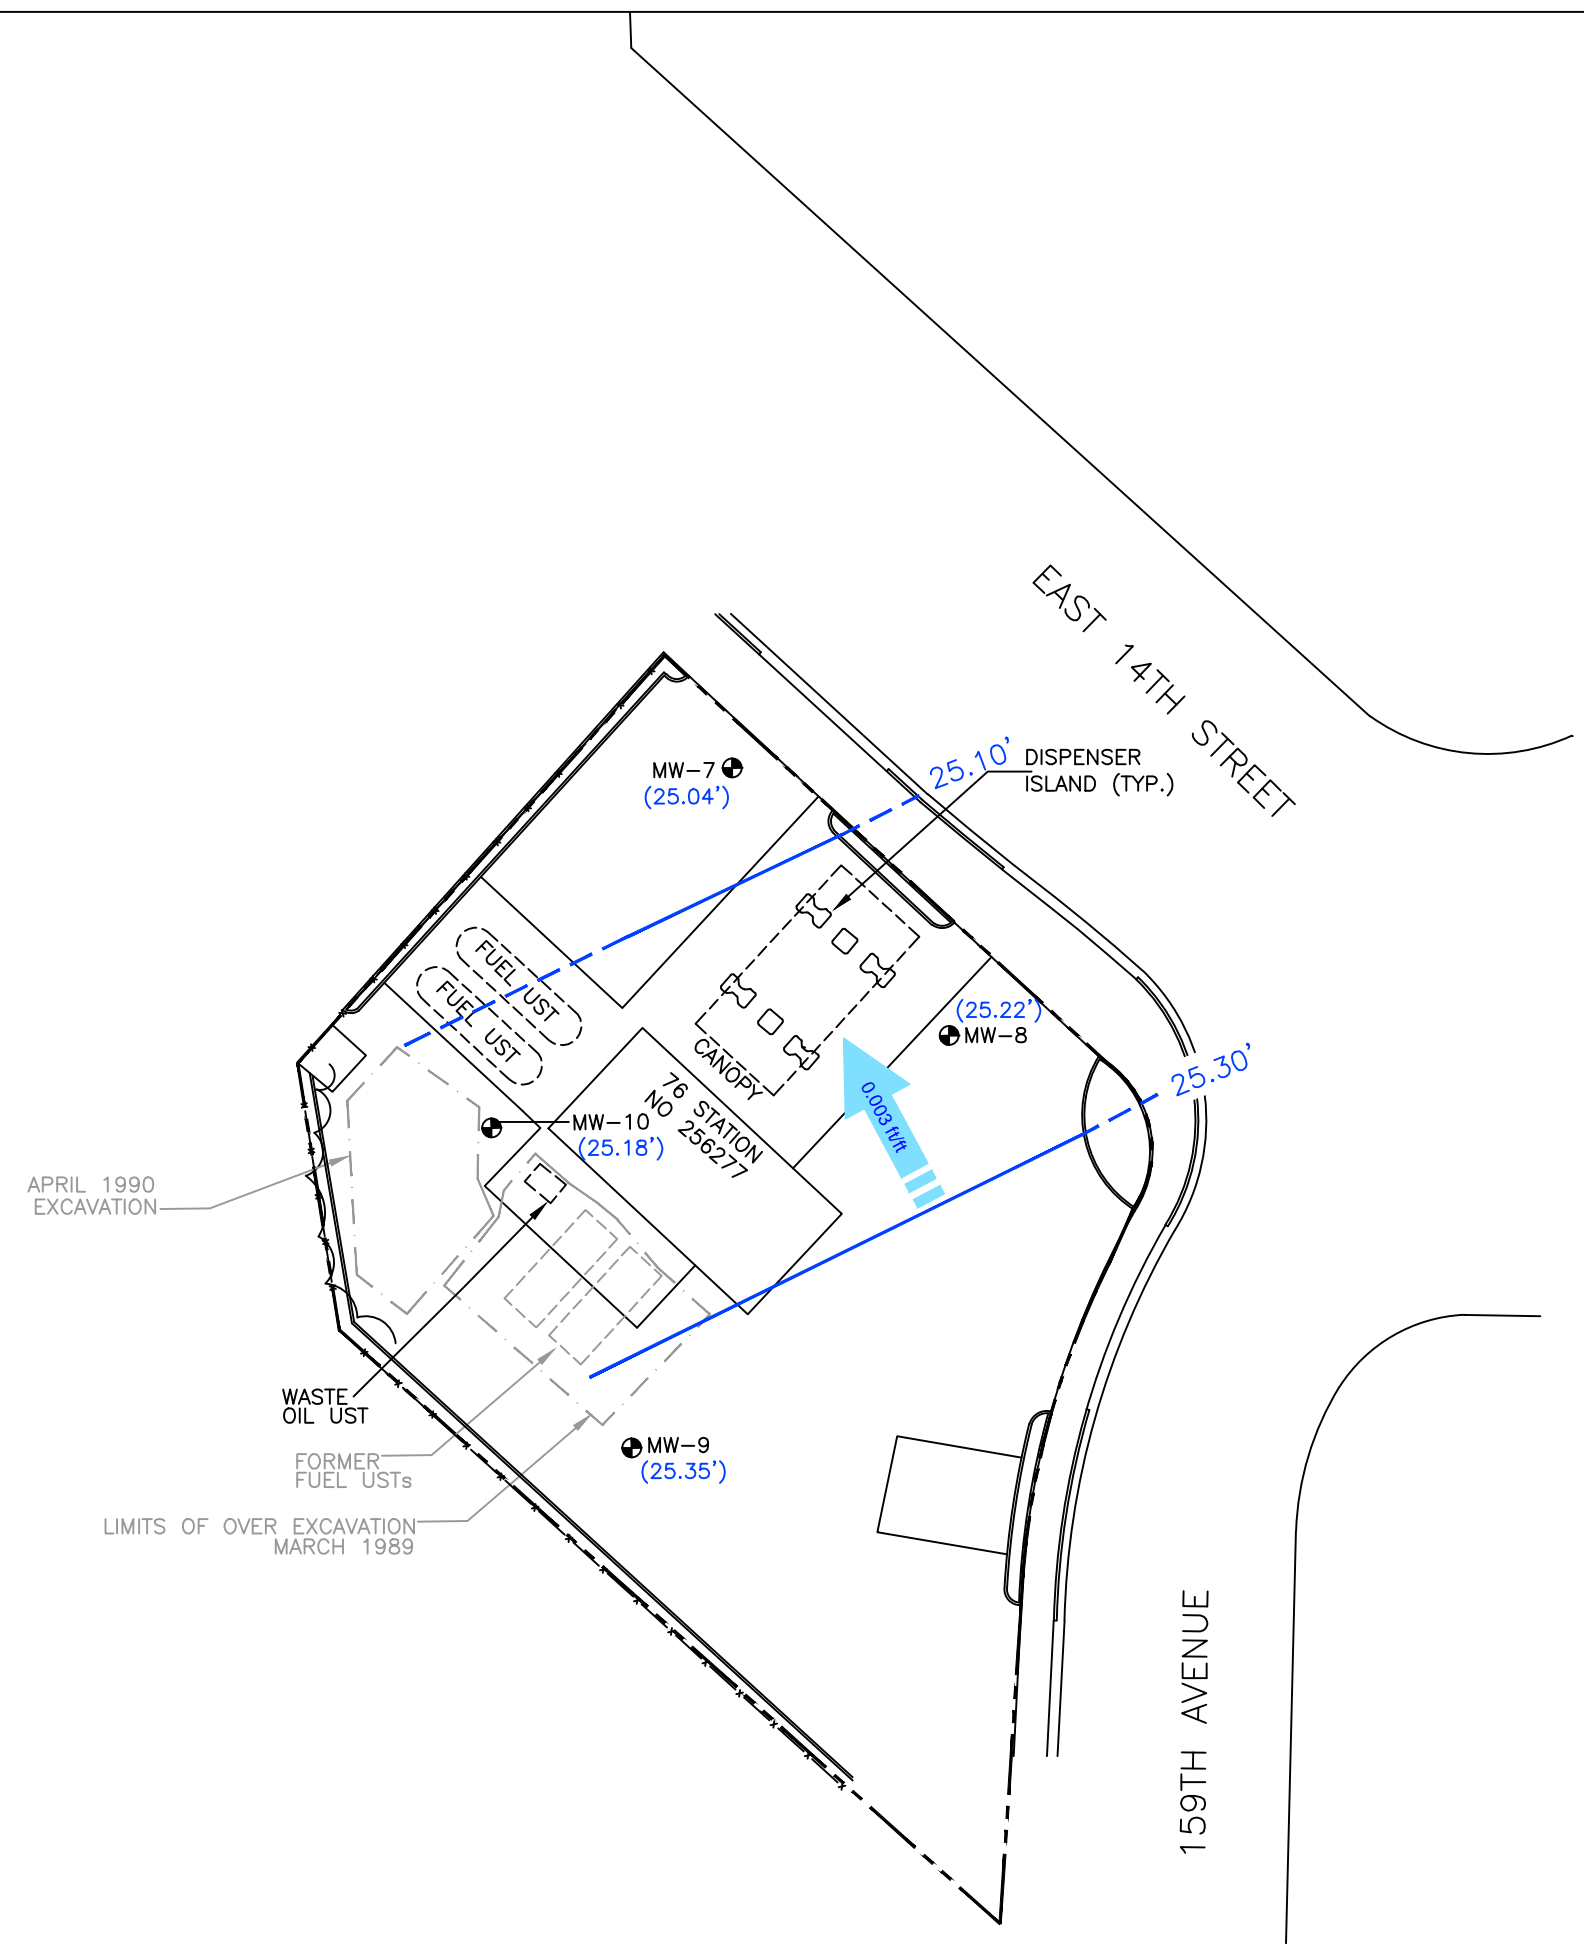 EAST 14TH STREET
25.10'
DISPENSER
ISLAND (TYP.)
MW-7
(25.04')
FUEL UST
FUEL UST
(25.22')
MW-8
CANOPY
25.30'
0.003 ft/ft
76 STATION
NO 256277
MW-10
(25.18')
APRIL 1990
EXCAVATION
WASTE
OIL UST
FORMER
FUEL USTs
MW-9
(25.35')
LIMITS OF OVER EXCAVATION
MARCH 1989
159TH AVENUE